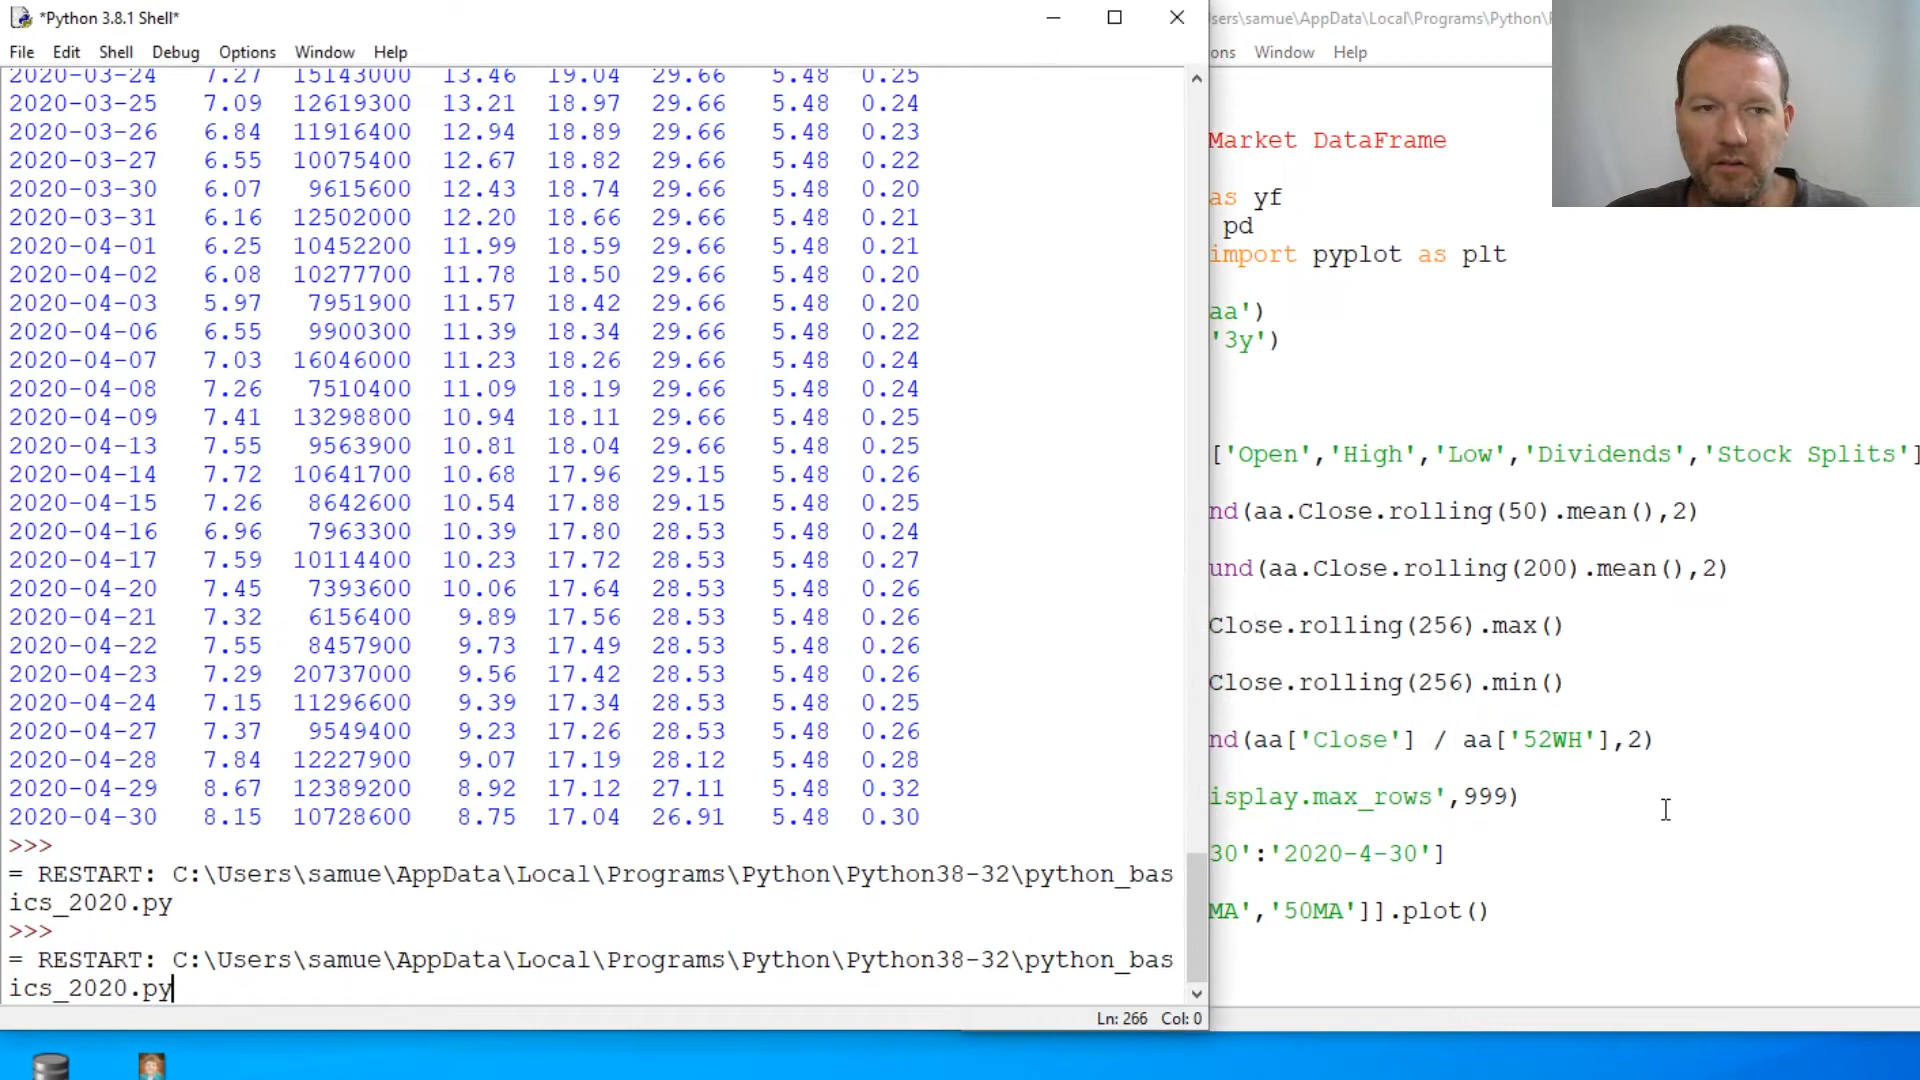 *Python 3.8.1 Shell*
File Edit Shell Debug Options Window Help
2020-03-24 7.27 15143000 13.46 19.04 29.66 5.48 0.25
2020-03-25 7.09 12619300 13.21 18.97 29.66 5.48 0.24
2020-03-26 6.84 11916400 12.94 18.89 29.66 5.48 0.23
2020-03-27 6.55 10075400 12.67 18.82 29.66 5.48 0.22
2020-03-30 6.07 9615600 12.43 18.74 29.66 5.48 0.20
2020-03-31 6.16 12502000 12.20 18.66 29.66 5.48 0.21
2020-04-01 6.25 10452200 11.99 18.59 29.66 5.48 0.21
2020-04-02 6.08 10277700 11.78 18.50 29.66 5.48 0.20
2020-04-03 5.97 7951900 11.57 18.42 29.66 5.48 0.20
2020-04-06 6.55 9900300 11.39 18.34 29.66 5.48 0.22
2020-04-07 7.03 16046000 11.23 18.26 29.66 5.48 0.24
2020-04-08 7.26 7510400 11.09 18.19 29.66 5.48 0.24
2020-04-09 7.41 13298800 10.94 18.11 29.66 5.48 0.25
2020-04-13 7.55 9563900 10.81 18.04 29.66 5.48 0.25
2020-04-14 7.72 10641700 10.68 17.96 29.15 5.48 0.26
2020-04-15 7.26 8642600 10.54 17.88 29.15 5.48 0.25
2020-04-16 6.96 7963300 10.39 17.80 28.53 5.48 0.24
2020-04-17 7.59 10114400 10.23 17.72 28.53 5.48 0.27
2020-04-20 7.45 7393600 10.06 17.64 28.53 5.48 0.26
2020-04-21 7.32 6156400 9.89 17.56 28.53 5.48 0.26
2020-04-22 7.55 8457900 9.73 17.49 28.53 5.48 0.26
2020-04-23 7.29 20737000 9.56 17.42 28.53 5.48 0.26
2020-04-24 7.15 11296600 9.39 17.34 28.53 5.48 0.25
2020-04-27 7.37 9549400 9.23 17.26 28.53 5.48 0.26
2020-04-28 7.84 12227900 9.07 17.19 28.12 5.48 0.28
2020-04-29 8.67 12389200 8.92 17.12 27.11 5.48 0.32
2020-04-30 8.15 10728600 8.75 17.04 26.91 5.48 0.30
>>>
= RESTART: C:\Users\samue\AppData\Local\Programs\Python\Python38-32\python_bas
ics_2020.py
>>>
= RESTART: C:\Users\samue\AppData\Local\Programs\Python\Python38-32\python_bas
ics_2020.py
Ln: 266 Col: 0
sers\samue\AppData\Local\Programs\Python\
ons Window Help
Market DataFrame
as yf
pd
import pyplot as plt
aa')
'3y')
['Open','High','Low','Dividends','Stock Splits']
nd(aa.Close.rolling(50).mean(),2)
und(aa.Close.rolling(200).mean(),2)
Close.rolling(256).max()
Close.rolling(256).min()
nd(aa['Close'] / aa['52WH'],2)
isplay.max_rows',999)
30':'2020-4-30']
MA','50MA']].plot()